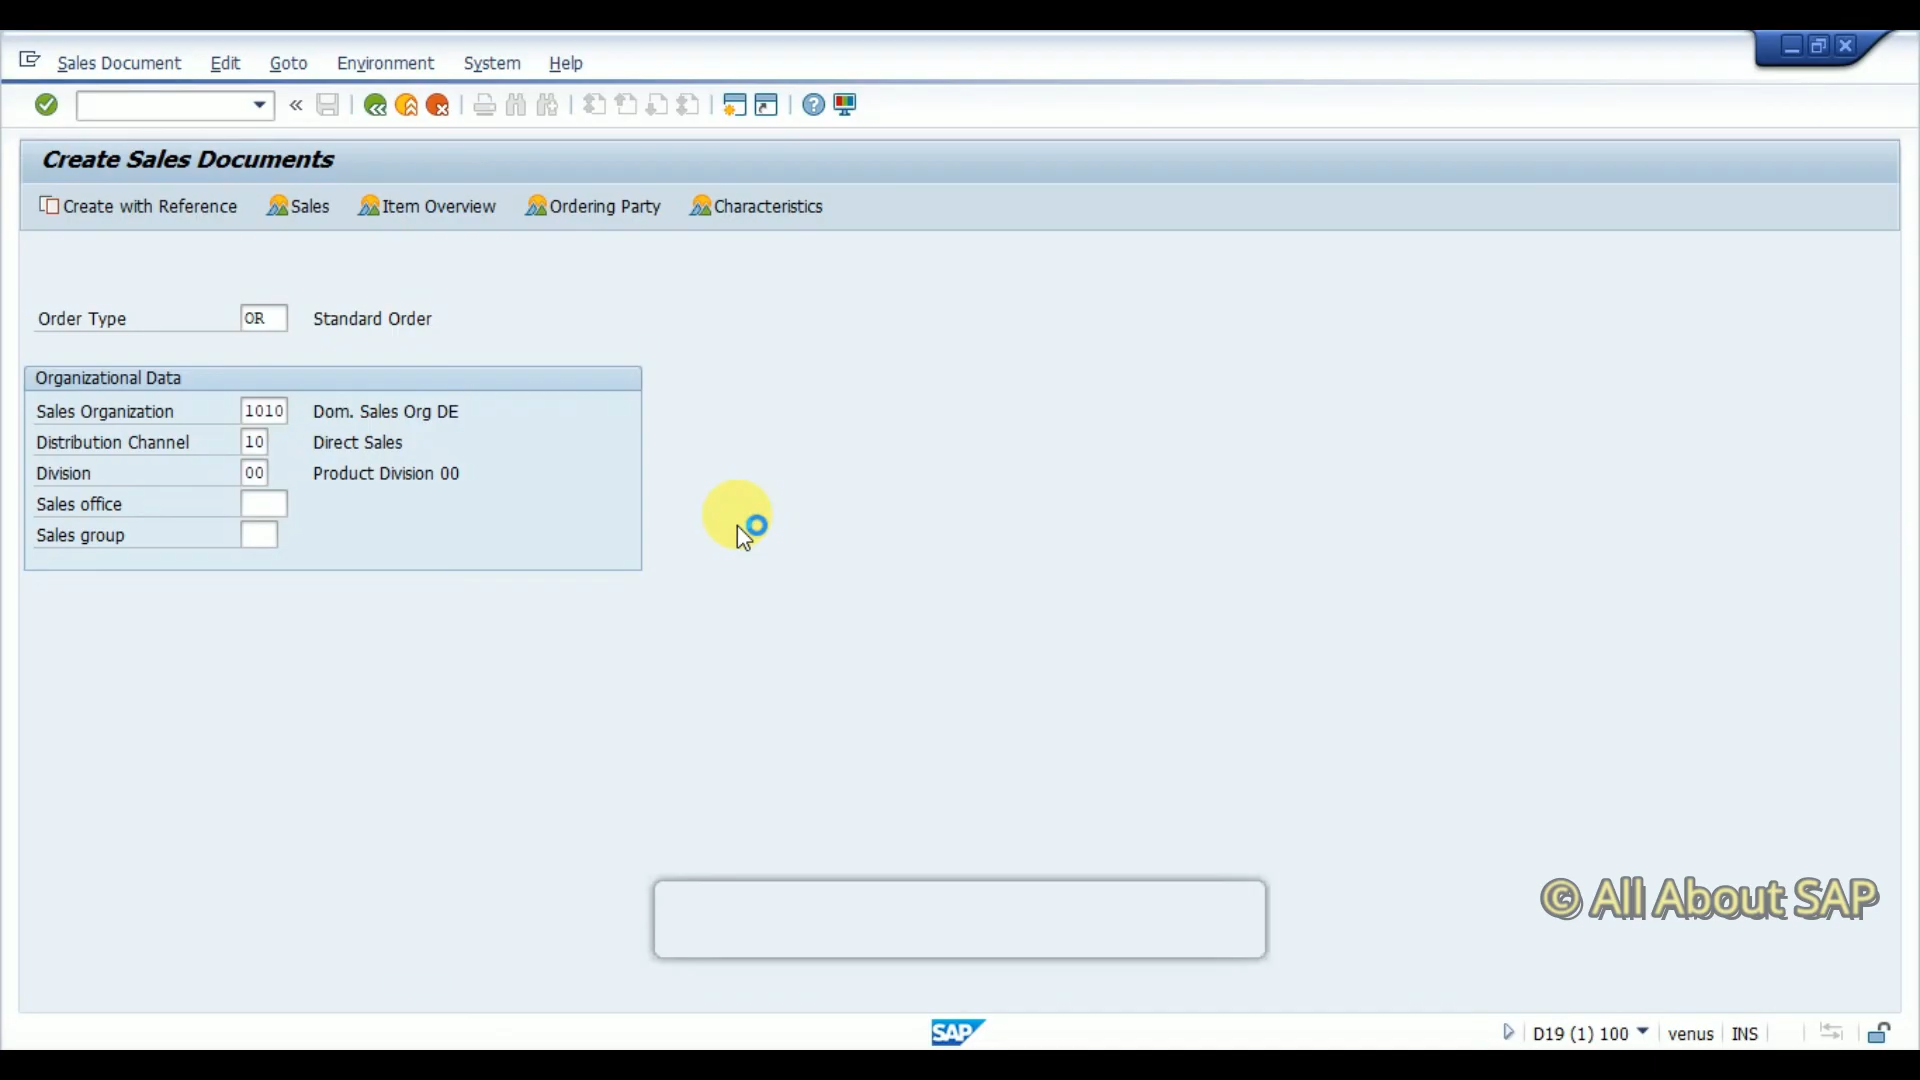 Sales Document Edit Goto Environment System Help
Create Sales Documents
Create with Reference Sales Item Overview Ordering Party Characteristics
Order Type OR Standard Order
Organizational Data
Sales Organization 1010 Dom. Sales Org DE
Distribution Channel 10 Direct Sales
Division 00 Product Division 00
Sales office
Sales group
© All About SAP
SAP D19 (1) 100 venus INS